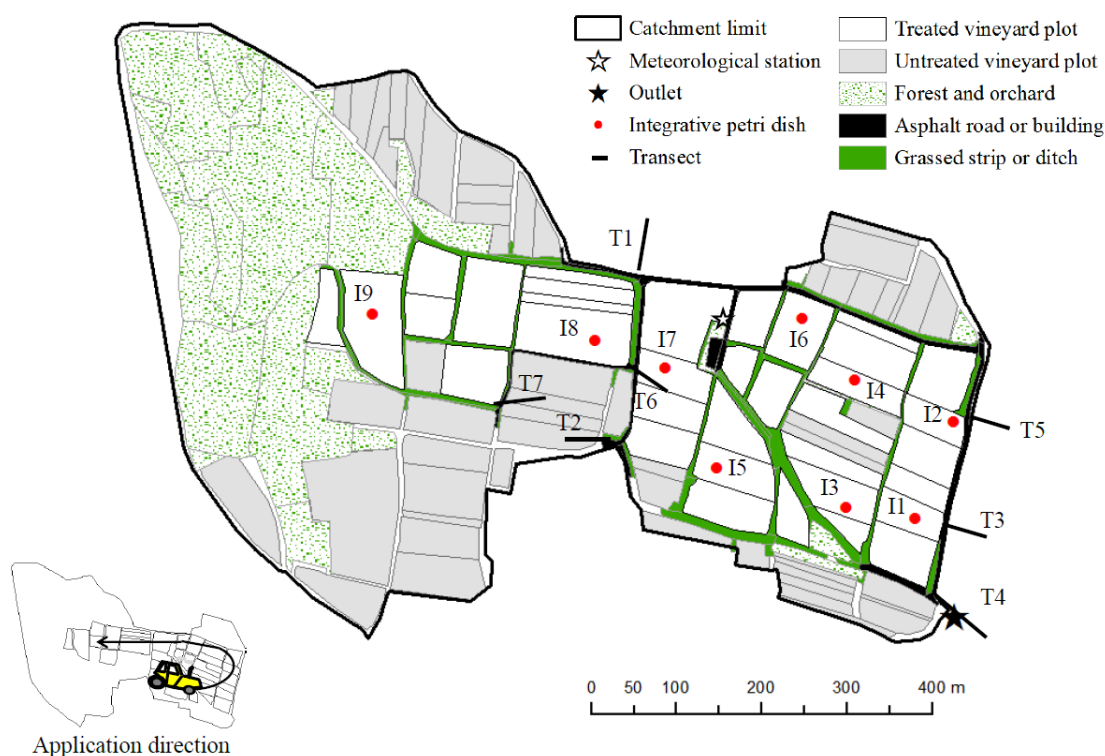 Catchment limit
Meteorological station
Outlet
Integrative petri dish
Transect
Treated vineyard plot
Untreated vineyard plot
Forest and orchard
Asphalt road or building
Grassed strip or ditch
T1
I9
I8
I7
I6
I4
I2
T7
T6
T2
T5
I5
I3
I1
T3
T4
0 50 100 200 300 400 m
Application direction